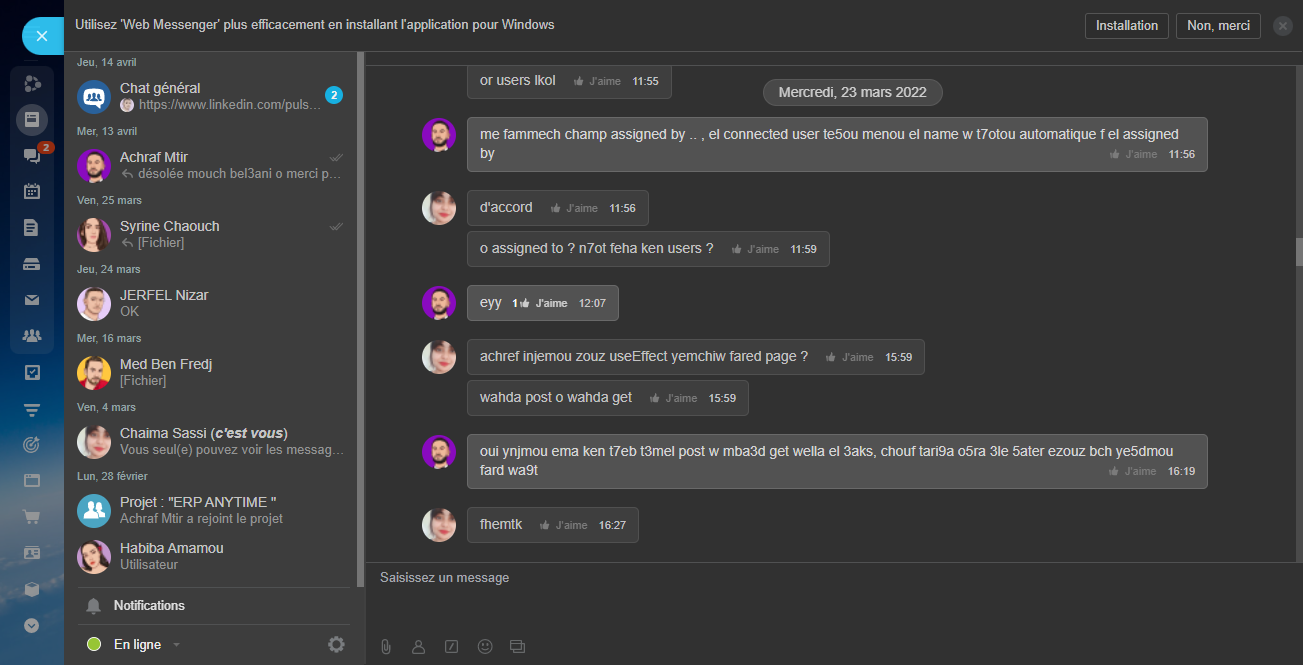 Utilisez 'Web Messenger' plus efficacement en installant l'application pour Windows
Installation
Non, merci
2
Jeu, 14 avril
Chat général
https://www.linkedin.com/puls...
2
Mer, 13 avril
Achraf Mtir
désolée mouch bel3ani o merci p...
Ven, 25 mars
Syrine Chaouch
[Fichier]
Jeu, 24 mars
JERFEL Nizar
OK
Mer, 16 mars
Med Ben Fredj
[Fichier]
Ven, 4 mars
Chaima Sassi (c'est vous)
Vous seul(e) pouvez voir les messag...
Lun, 28 février
Projet : "ERP ANYTIME "
Achraf Mtir a rejoint le projet
Habiba Amamou
Utilisateur
Notifications
En ligne
or users lkol J'aime 11:55
Mercredi, 23 mars 2022
me fammech champ assigned by .. , el connected user te5ou menou el name w t7otou automatique f el assigned
by J'aime 11:56
d'accord J'aime 11:56
o assigned to ? n7ot feha ken users ? J'aime 11:59
eyy 1 J'aime 12:07
achref injemou zouz useEffect yemchiw fared page ? J'aime 15:59
wahda post o wahda get J'aime 15:59
oui ynjmou ema ken t7eb t3mel post w mba3d get wella el 3aks, chouf tari9a o5ra 3le 5ater ezouz bch ye5dmou
fard wa9t J'aime 16:19
fhemtk J'aime 16:27
Saisissez un message